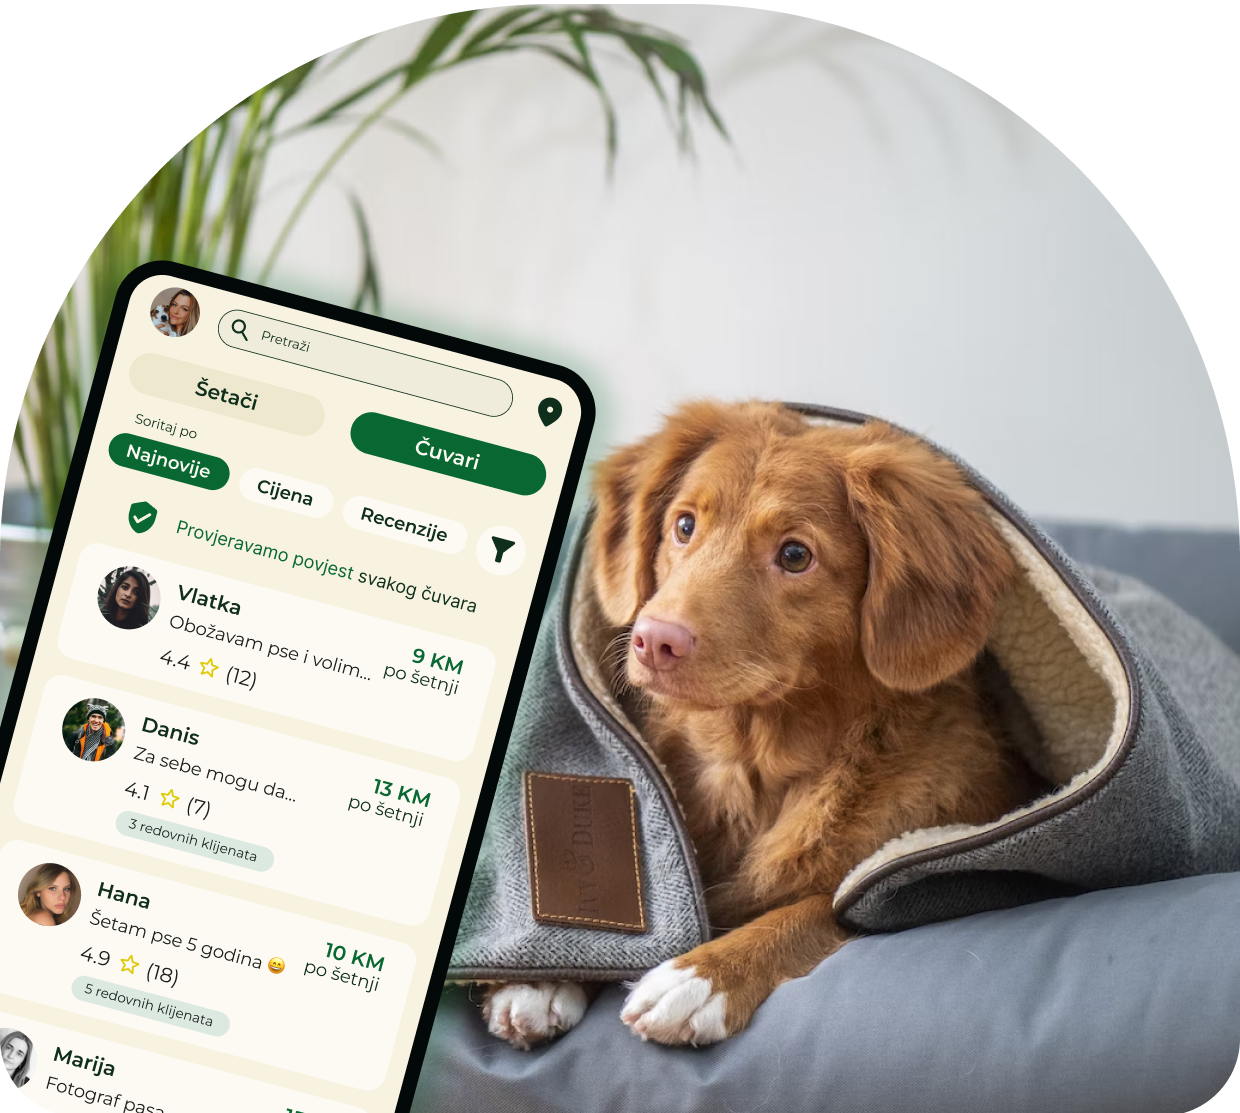 Pretraži
Šetači
Čuvari
Soritaj po
Najnovije
Cijena
Recenzije
Provjeravamo povjest svakog čuvara
Vlatka
Obožavam pse i volim...
9 KM
po šetnji
4.4 (12)
Danis
Za sebe mogu da...
13 KM
po šetnji
4.1 (7)
3 redovnih klijenata
Hana
Šetam pse 5 godina 😄
10 KM
po šetnji
4.9 (18)
5 redovnih klijenata
Marija
Fotograf pasa
& DUKE